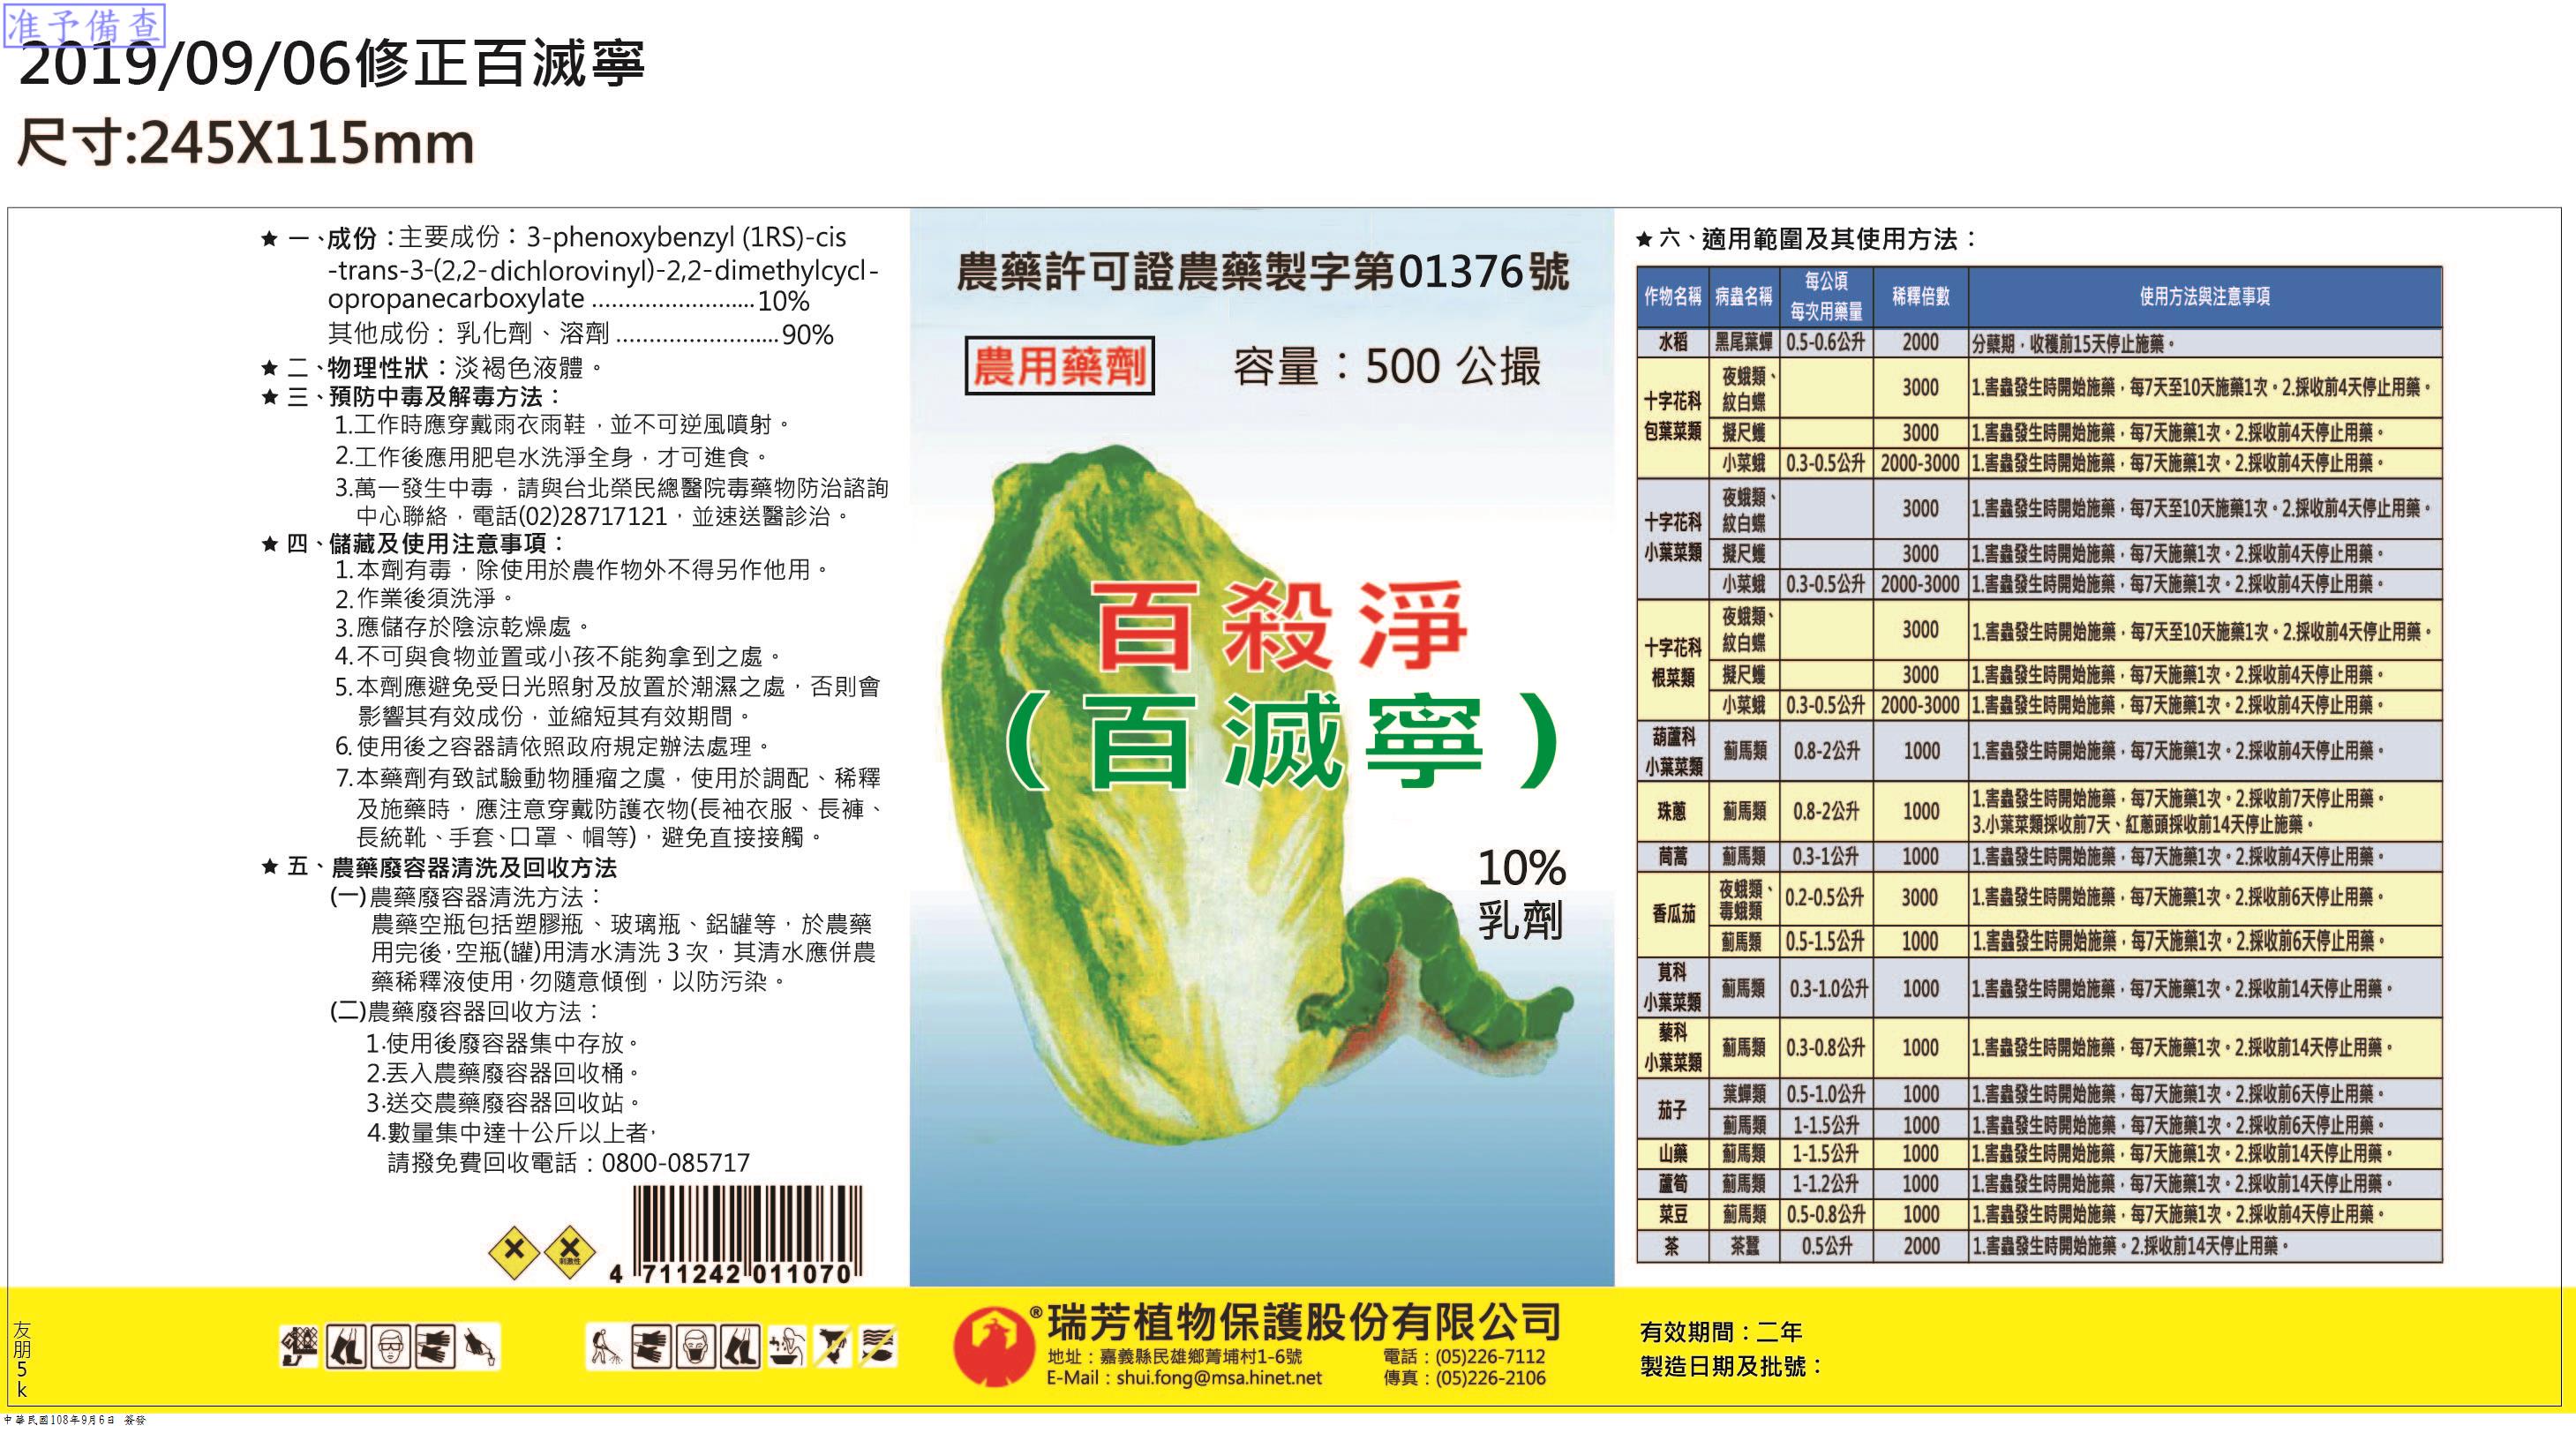 准予備查
2019/09/06修正百滅寧
尺寸:245X115mm
★ 一、成份：主要成份：3-phenoxybenzyl (1RS)-cis
-trans-3-(2,2-dichlorovinyl)-2,2-dimethylcycl-
opropanecarboxylate ........................10%
其他成份：乳化劑、溶劑 ........................90%
★ 二、物理性狀：淡褐色液體。
★ 三、預防中毒及解毒方法：
1.工作時應穿戴雨衣雨鞋，並不可逆風噴射。
2.工作後應用肥皂水洗淨全身，才可進食。
3.萬一發生中毒，請與台北榮民總醫院毒藥物防治諮詢
中心聯絡，電話(02)28717121，並速送醫診治。
★ 四、儲藏及使用注意事項：
1.本劑有毒，除使用於農作物外不得另作他用。
2.作業後須洗淨。
3.應儲存於陰涼乾燥處。
4.不可與食物並置或小孩不能夠拿到之處。
5.本劑應避免受日光照射及放置於潮濕之處，否則會
影響其有效成份，並縮短其有效期間。
6.使用後之容器請依照政府規定辦法處理。
7.本藥劑有致試驗動物腫瘤之虞，使用於調配、稀釋
及施藥時，應注意穿戴防護衣物(長袖衣服、長褲、
長統靴、手套、口罩、帽等)，避免直接接觸。
★ 五、農藥廢容器清洗及回收方法
(一)農藥廢容器清洗方法：
農藥空瓶包括塑膠瓶、玻璃瓶、鋁罐等，於農藥
用完後，空瓶(罐)用清水清洗 3 次，其清水應併農
藥稀釋液使用，勿隨意傾倒，以防污染。
(二)農藥廢容器回收方法：
1.使用後廢容器集中存放。
2.丟入農藥廢容器回收桶。
3.送交農藥廢容器回收站。
4.數量集中達十公斤以上者，
請撥免費回收電話：0800-085717
刺激性
4 711242 011070
農藥許可證農藥製字第01376號
農用藥劑 容量：500 公撮
百殺淨
(百滅寧)
10%
乳劑
★六、適用範圍及其使用方法：
作物名稱 病蟲名稱 每公頃每次用藥量 稀釋倍數 使用方法與注意事項
水稻 黑尾葉蟬 0.5-0.6公升 2000 分蘗期，收穫前15天停止施藥。
十字花科包葉菜類 夜蛾類、紋白蝶 3000 1.害蟲發生時開始施藥，每7天至10天施藥1次。2.採收前4天停止用藥。
擬尺蠖 3000 1.害蟲發生時開始施藥，每7天施藥1次。2.採收前4天停止用藥。
小菜蛾 0.3-0.5公升 2000-3000 1.害蟲發生時開始施藥，每7天施藥1次。2.採收前4天停止用藥。
十字花科小葉菜類 夜蛾類、紋白蝶 3000 1.害蟲發生時開始施藥，每7天至10天施藥1次。2.採收前4天停止用藥。
擬尺蠖 3000 1.害蟲發生時開始施藥，每7天施藥1次。2.採收前4天停止用藥。
小菜蛾 0.3-0.5公升 2000-3000 1.害蟲發生時開始施藥，每7天施藥1次。2.採收前4天停止用藥。
十字花科根菜類 夜蛾類、紋白蝶 3000 1.害蟲發生時開始施藥，每7天至10天施藥1次。2.採收前4天停止用藥。
擬尺蠖 3000 1.害蟲發生時開始施藥，每7天施藥1次。2.採收前4天停止用藥。
小菜蛾 0.3-0.5公升 2000-3000 1.害蟲發生時開始施藥，每7天施藥1次。2.採收前4天停止用藥。
葫蘆科小葉菜類 薊馬類 0.8-2公升 1000 1.害蟲發生時開始施藥，每7天施藥1次。2.採收前4天停止用藥。
珠蔥 薊馬類 0.8-2公升 1000 1.害蟲發生時開始施藥，每7天施藥1次。2.採收前7天停止用藥。
3.小葉菜類採收前7天、紅蔥頭採收前14天停止施藥。
茼蒿 薊馬類 0.3-1公升 1000 1.害蟲發生時開始施藥，每7天施藥1次。2.採收前4天停止用藥。
香瓜茄 夜蛾類、毒蛾類 0.2-0.5公升 3000 1.害蟲發生時開始施藥，每7天施藥1次。2.採收前6天停止用藥。
薊馬類 0.5-1.5公升 1000 1.害蟲發生時開始施藥，每7天施藥1次。2.採收前6天停止用藥。
莧科小葉菜類 薊馬類 0.3-1.0公升 1000 1.害蟲發生時開始施藥，每7天施藥1次。2.採收前14天停止用藥。
藜科小葉菜類 薊馬類 0.3-0.8公升 1000 1.害蟲發生時開始施藥，每7天施藥1次。2.採收前14天停止用藥。
茄子 葉蟬類 0.5-1.0公升 1000 1.害蟲發生時開始施藥，每7天施藥1次。2.採收前6天停止用藥。
薊馬類 1-1.5公升 1000 1.害蟲發生時開始施藥，每7天施藥1次。2.採收前6天停止用藥。
山藥 薊馬類 1-1.5公升 1000 1.害蟲發生時開始施藥，每7天施藥1次。2.採收前14天停止用藥。
蘆筍 薊馬類 1-1.2公升 1000 1.害蟲發生時開始施藥，每7天施藥1次。2.採收前14天停止用藥。
菜豆 薊馬類 0.5-0.8公升 1000 1.害蟲發生時開始施藥，每7天施藥1次。2.採收前4天停止用藥。
茶 茶蠶 0.5公升 2000 1.害蟲發生時開始施藥。2.採收前14天停止用藥。
友朋5k
®瑞芳植物保護股份有限公司
地址：嘉義縣民雄鄉菁埔村1-6號 電話：(05)226-7112
E-Mail：shui.fong@msa.hinet.net 傳真：(05)226-2106
有效期間：二年
製造日期及批號：
中華民國108年9月6日 簽發